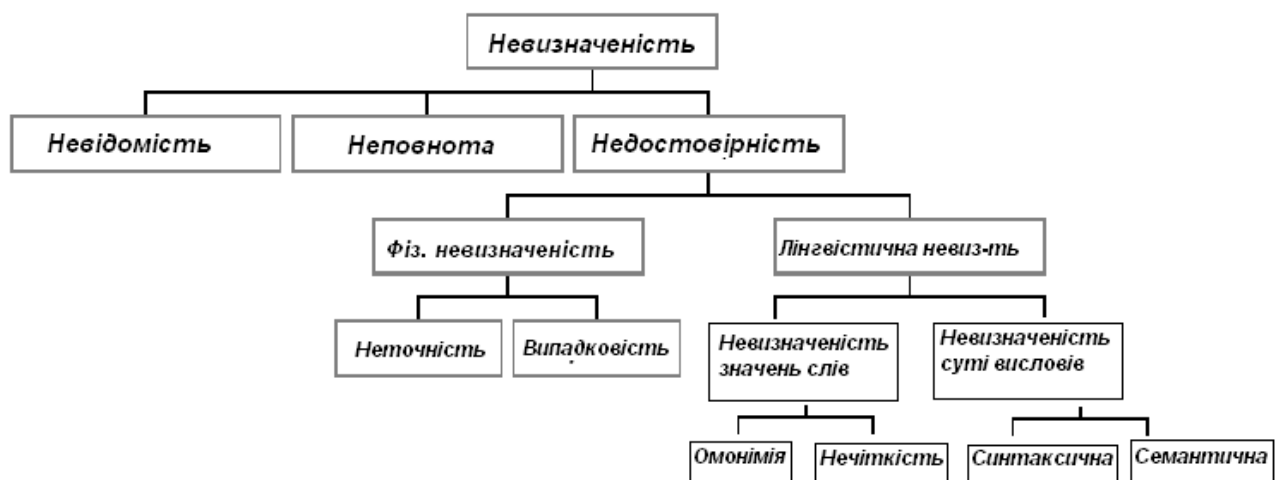 Невизначеність
Невідомість
Неповнота
Недостовірність
Фіз. невизначеність
Лінгвістична невиз-ть
Неточність
Випадковість
Невизначеність
значень слів
Невизначеність
суті висловів
Омонімія
Нечіткість
Синтаксична
Семантична